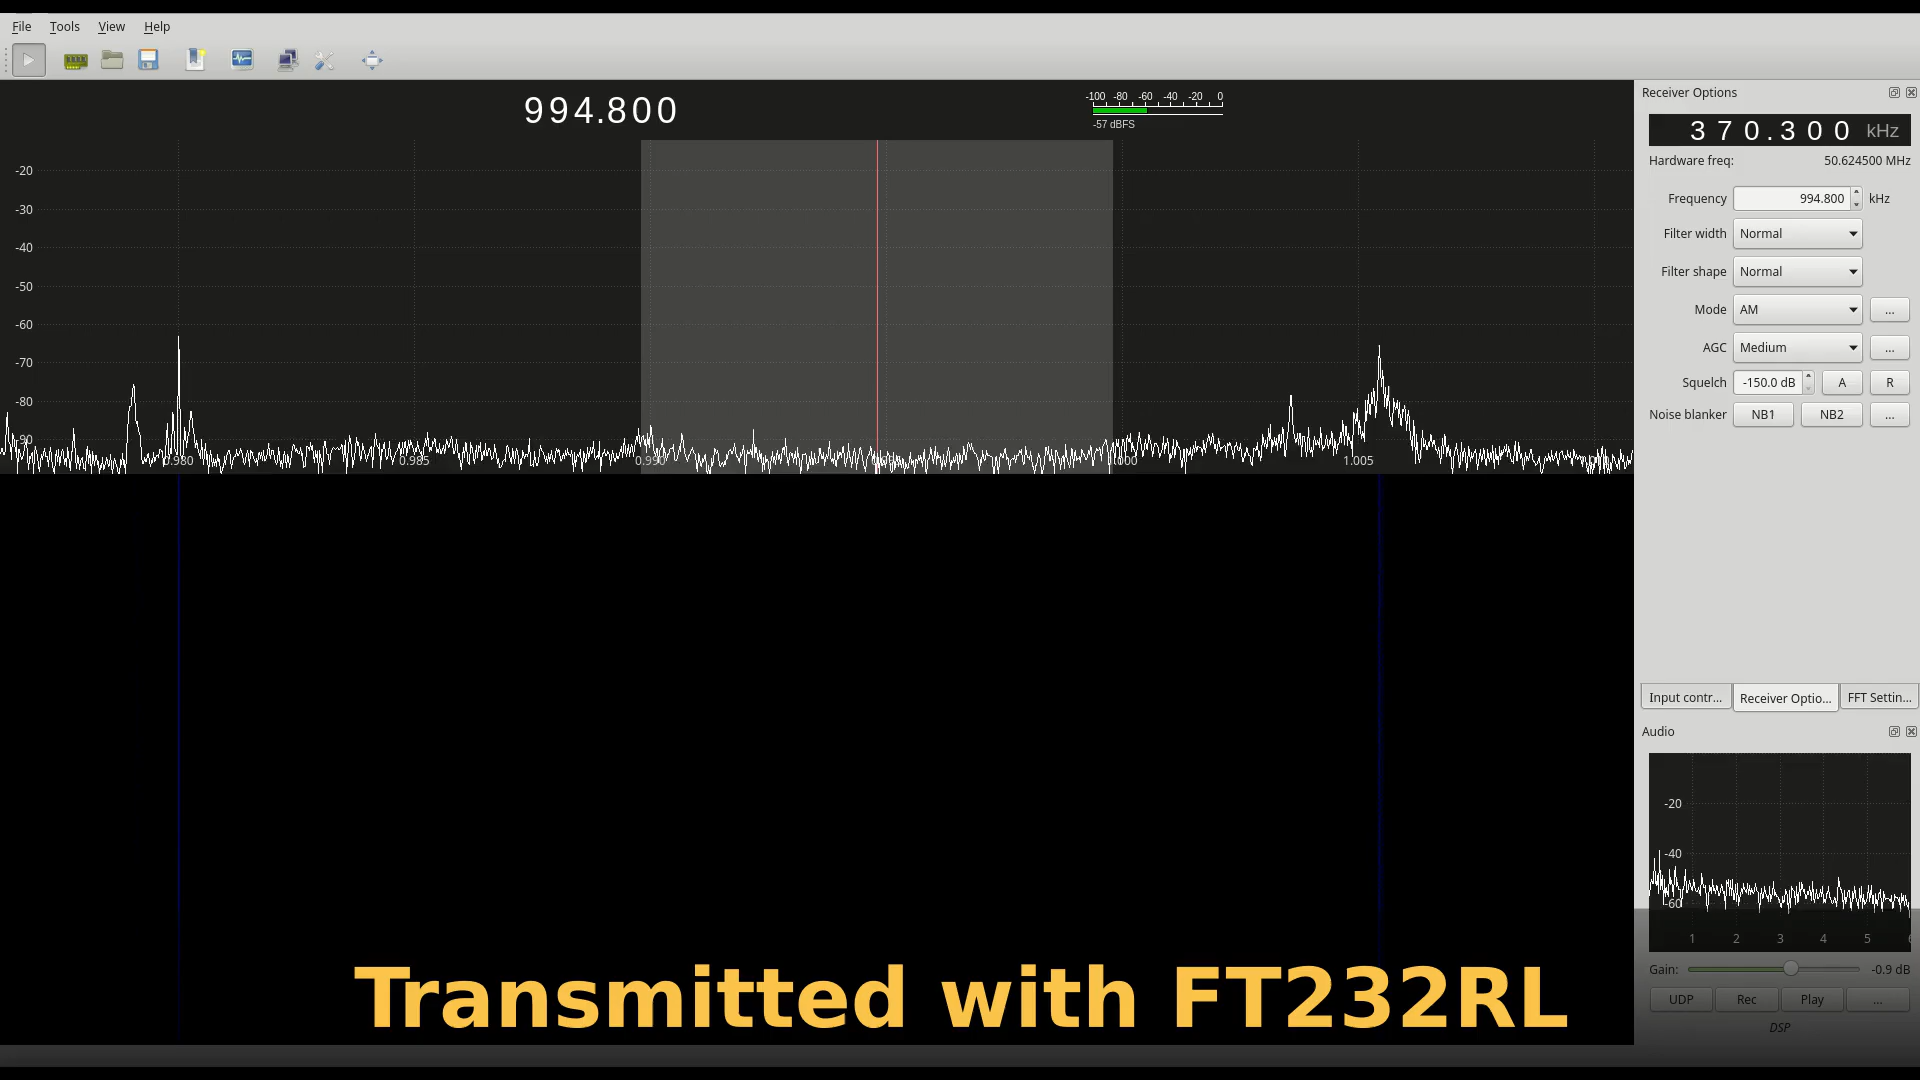 File Tools View Help
994.800
-100 -80 -60 -40 -20 0
-57 dBFS
-20
-30
-40
-50
-60
-70
-80
-90
0.980 0.985 0.990 1.005
Receiver Options
370.300 kHz
Hardware freq: 50.624500 MHz
Frequency 994.800 kHz
Filter width Normal
Filter shape Normal
Mode AM ...
AGC Medium ...
Squelch -150.0 dB A R
Noise blanker NB1 NB2 ...
Input contr... Receiver Optio... FFT Settin...
Audio
-20
-40
-60
1 2 3 4 5 6
Gain: -0.9 dB
UDP Rec Play ...
DSP
Transmitted with FT232RL